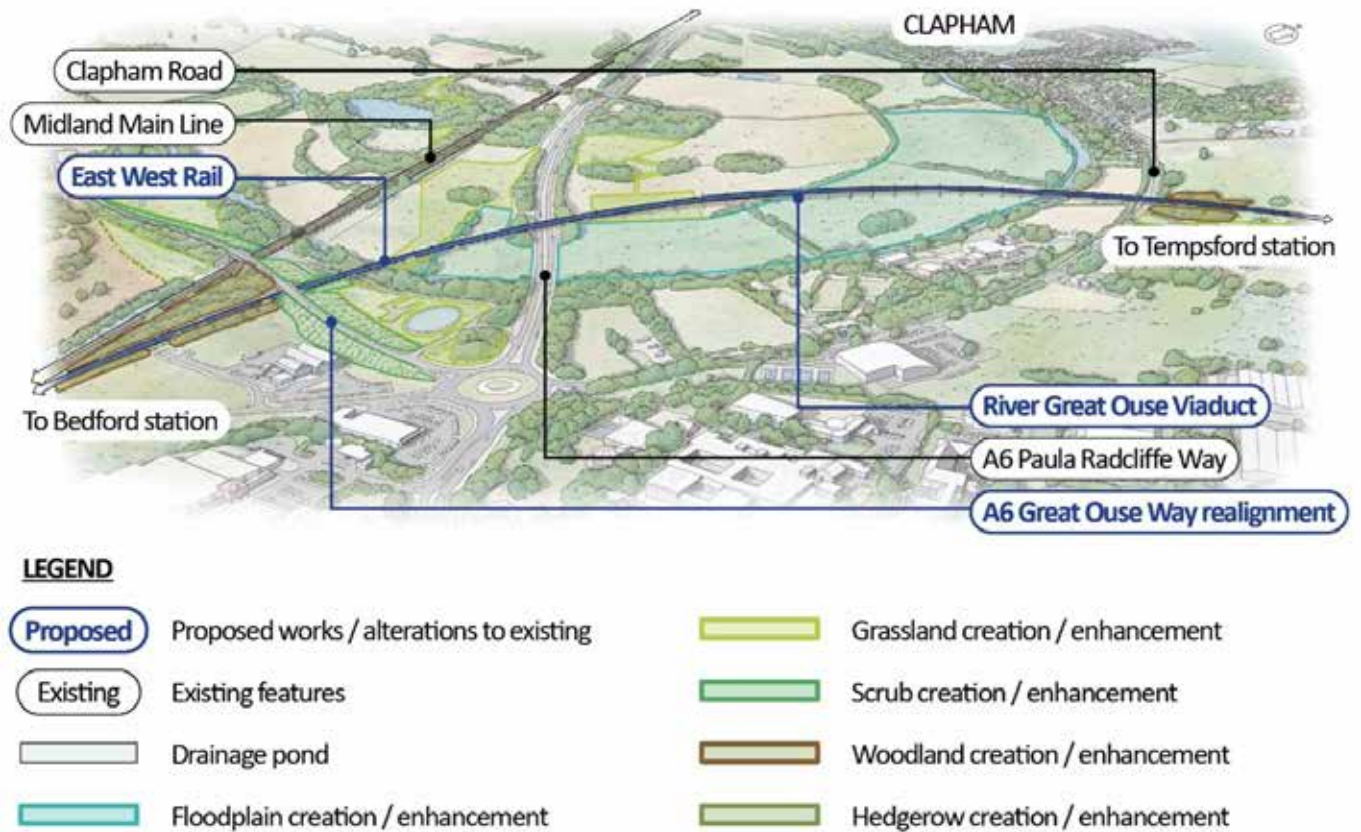 CLAPHAM
Clapham Road
Midland Main Line
East West Rail
To Tempsford station
To Bedford station
River Great Ouse Viaduct
A6 Paula Radcliffe Way
A6 Great Ouse Way realignment
LEGEND
Proposed Proposed works / alterations to existing
Existing Existing features
Drainage pond
Floodplain creation / enhancement
Grassland creation / enhancement
Scrub creation / enhancement
Woodland creation / enhancement
Hedgerow creation / enhancement